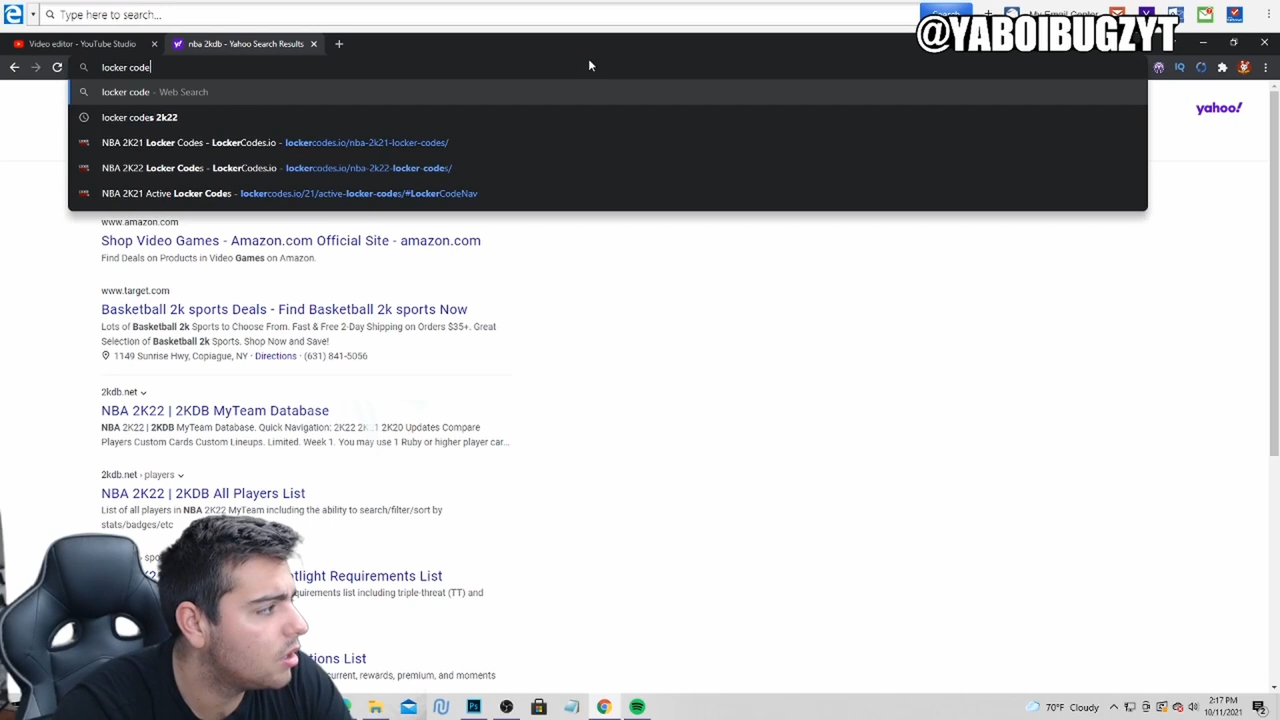 Type here to search...
Search
My Email Center
@YABOIBUGZYT
Video editor - YouTube Studio
nba 2kdb - Yahoo Search Results
locker code
locker code - Web Search
locker codes 2k22
NBA 2K21 Locker Codes - LockerCodes.io - lockercodes.io/nba-2k21-locker-codes/
NBA 2K22 Locker Codes - LockerCodes.io - lockercodes.io/nba-2k22-locker-codes/
NBA 2K21 Active Locker Codes - lockercodes.io/21/active-locker-codes/#LockerCodeNav
yahoo!
www.amazon.com
Shop Video Games - Amazon.com Official Site - amazon.com
Find Deals on Products in Video Games on Amazon.
www.target.com
Basketball 2k sports Deals - Find Basketball 2k sports Now
Lots of Basketball 2k Sports to Choose From. Fast & Free 2-Day Shipping on Orders $35+. Great
Selection of Basketball 2k Sports. Shop Now and Save!
1149 Sunrise Hwy, Copiague, NY · Directions · (631) 841-5056
2kdb.net
NBA 2K22 | 2KDB MyTeam Database
NBA 2K22 | 2KDB MyTeam Database. Quick Navigation: 2K22 2K21 2K20 Updates Compare
Players Custom Cards Custom Lineups. Limited. Week 1. You may use 1 Ruby or higher player car...
2kdb.net › players
NBA 2K22 | 2KDB All Players List
List of all players in NBA 2K22 MyTeam including the ability to search/filter/sort by
stats/badges/etc
Requirements List
requirements list including triple-threat (TT) and
List
current, rewards, premium, and moments
70°F Cloudy
2:17 PM
10/11/2021